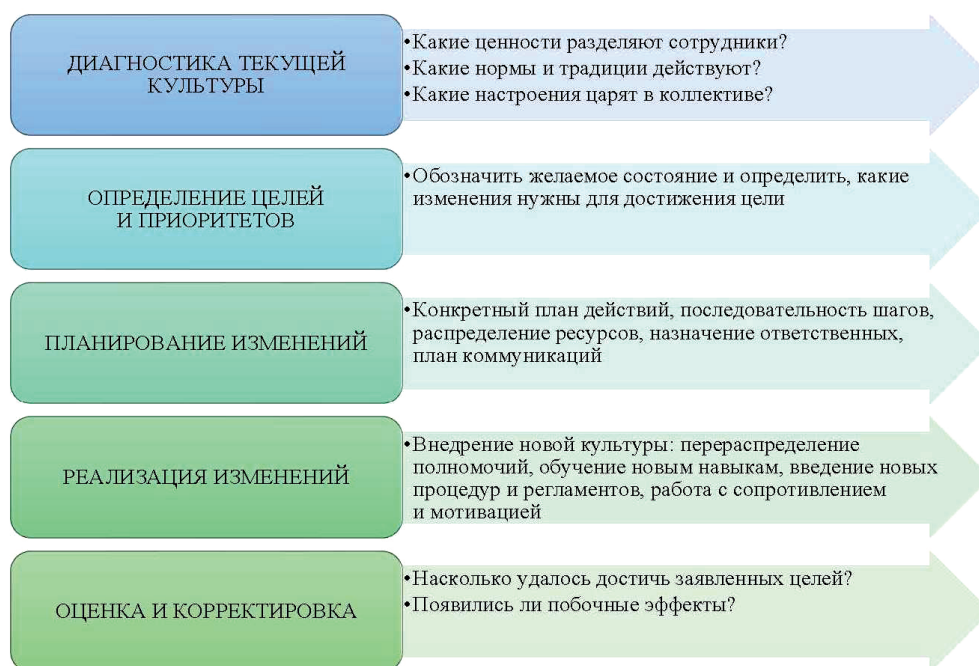 ДИАГНОСТИКА ТЕКУЩЕЙ
КУЛЬТУРЫ
•Какие ценности разделяют сотрудники?
•Какие нормы и традиции действуют?
•Какие настроения царят в коллективе?
ОПРЕДЕЛЕНИЕ ЦЕЛЕЙ
И ПРИОРИТЕТОВ
•Обозначить желаемое состояние и определить, какие
изменения нужны для достижения цели
ПЛАНИРОВАНИЕ ИЗМЕНЕНИЙ
•Конкретный план действий, последовательность шагов,
распределение ресурсов, назначение ответственных,
план коммуникаций
РЕАЛИЗАЦИЯ ИЗМЕНЕНИЙ
•Внедрение новой культуры: перераспределение
полномочий, обучение новым навыкам, введение новых
процедур и регламентов, работа с сопротивлением
и мотивацией
ОЦЕНКА И КОРРЕКТИРОВКА
•Насколько удалось достичь заявленных целей?
•Появились ли побочные эффекты?